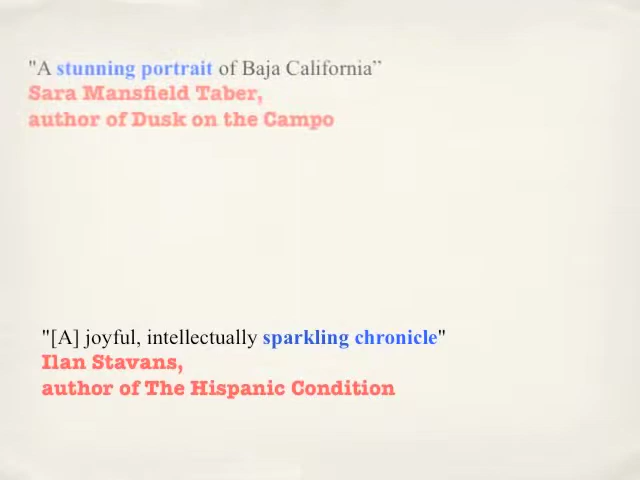 "A stunning portrait of Baja California”
Sara Mansfield Taber,
author of Dusk on the Campo
"[A] joyful, intellectually sparkling chronicle"
Ilan Stavans,
author of The Hispanic Condition